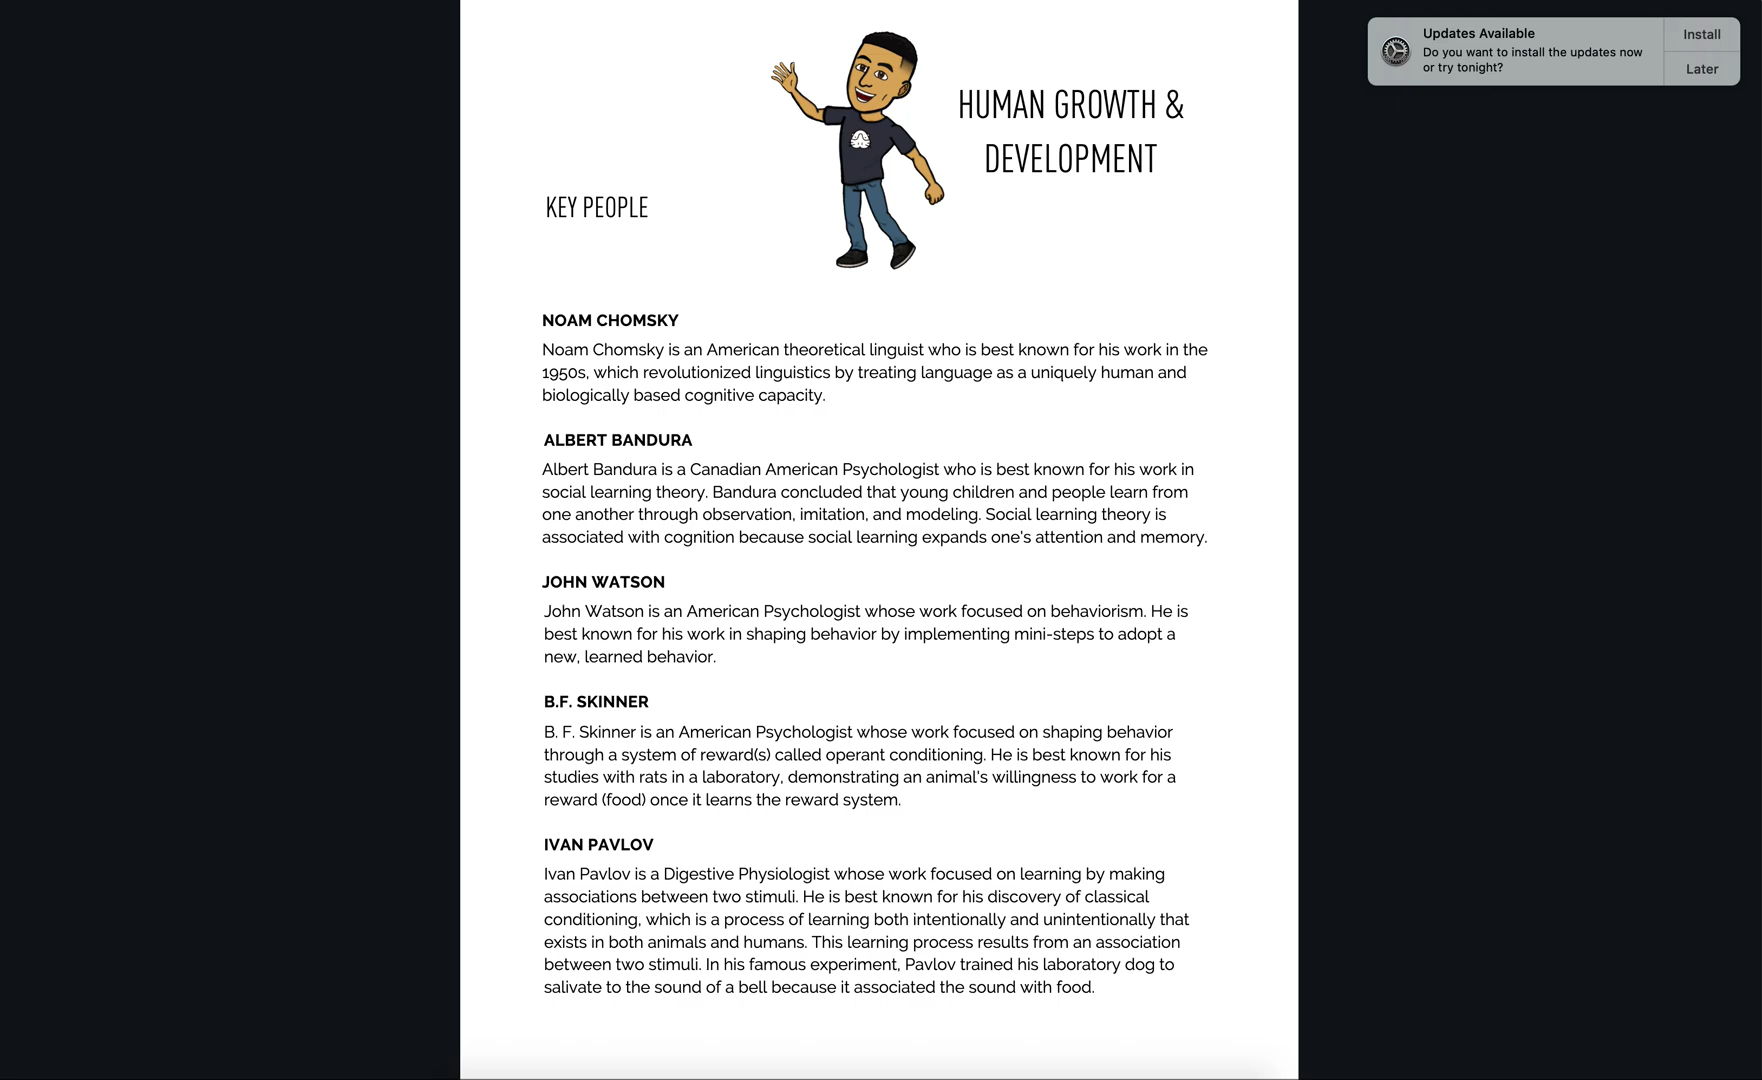 HUMAN GROWTH &
DEVELOPMENT
KEY PEOPLE
NOAM CHOMSKY
Noam Chomsky is an American theoretical linguist who is best known for his work in the
1950s, which revolutionized linguistics by treating language as a uniquely human and
biologically based cognitive capacity.
ALBERT BANDURA
Albert Bandura is a Canadian American Psychologist who is best known for his work in
social learning theory. Bandura concluded that young children and people learn from
one another through observation, imitation, and modeling. Social learning theory is
associated with cognition because social learning expands one's attention and memory.
JOHN WATSON
John Watson is an American Psychologist whose work focused on behaviorism. He is
best known for his work in shaping behavior by implementing mini-steps to adopt a
new, learned behavior.
B.F. SKINNER
B. F. Skinner is an American Psychologist whose work focused on shaping behavior
through a system of reward(s) called operant conditioning. He is best known for his
studies with rats in a laboratory, demonstrating an animal's willingness to work for a
reward (food) once it learns the reward system.
IVAN PAVLOV
Ivan Pavlov is a Digestive Physiologist whose work focused on learning by making
associations between two stimuli. He is best known for his discovery of classical
conditioning, which is a process of learning both intentionally and unintentionally that
exists in both animals and humans. This learning process results from an association
between two stimuli. In his famous experiment, Pavlov trained his laboratory dog to
salivate to the sound of a bell because it associated the sound with food.
Updates Available
Do you want to install the updates now
or try tonight?
Install
Later